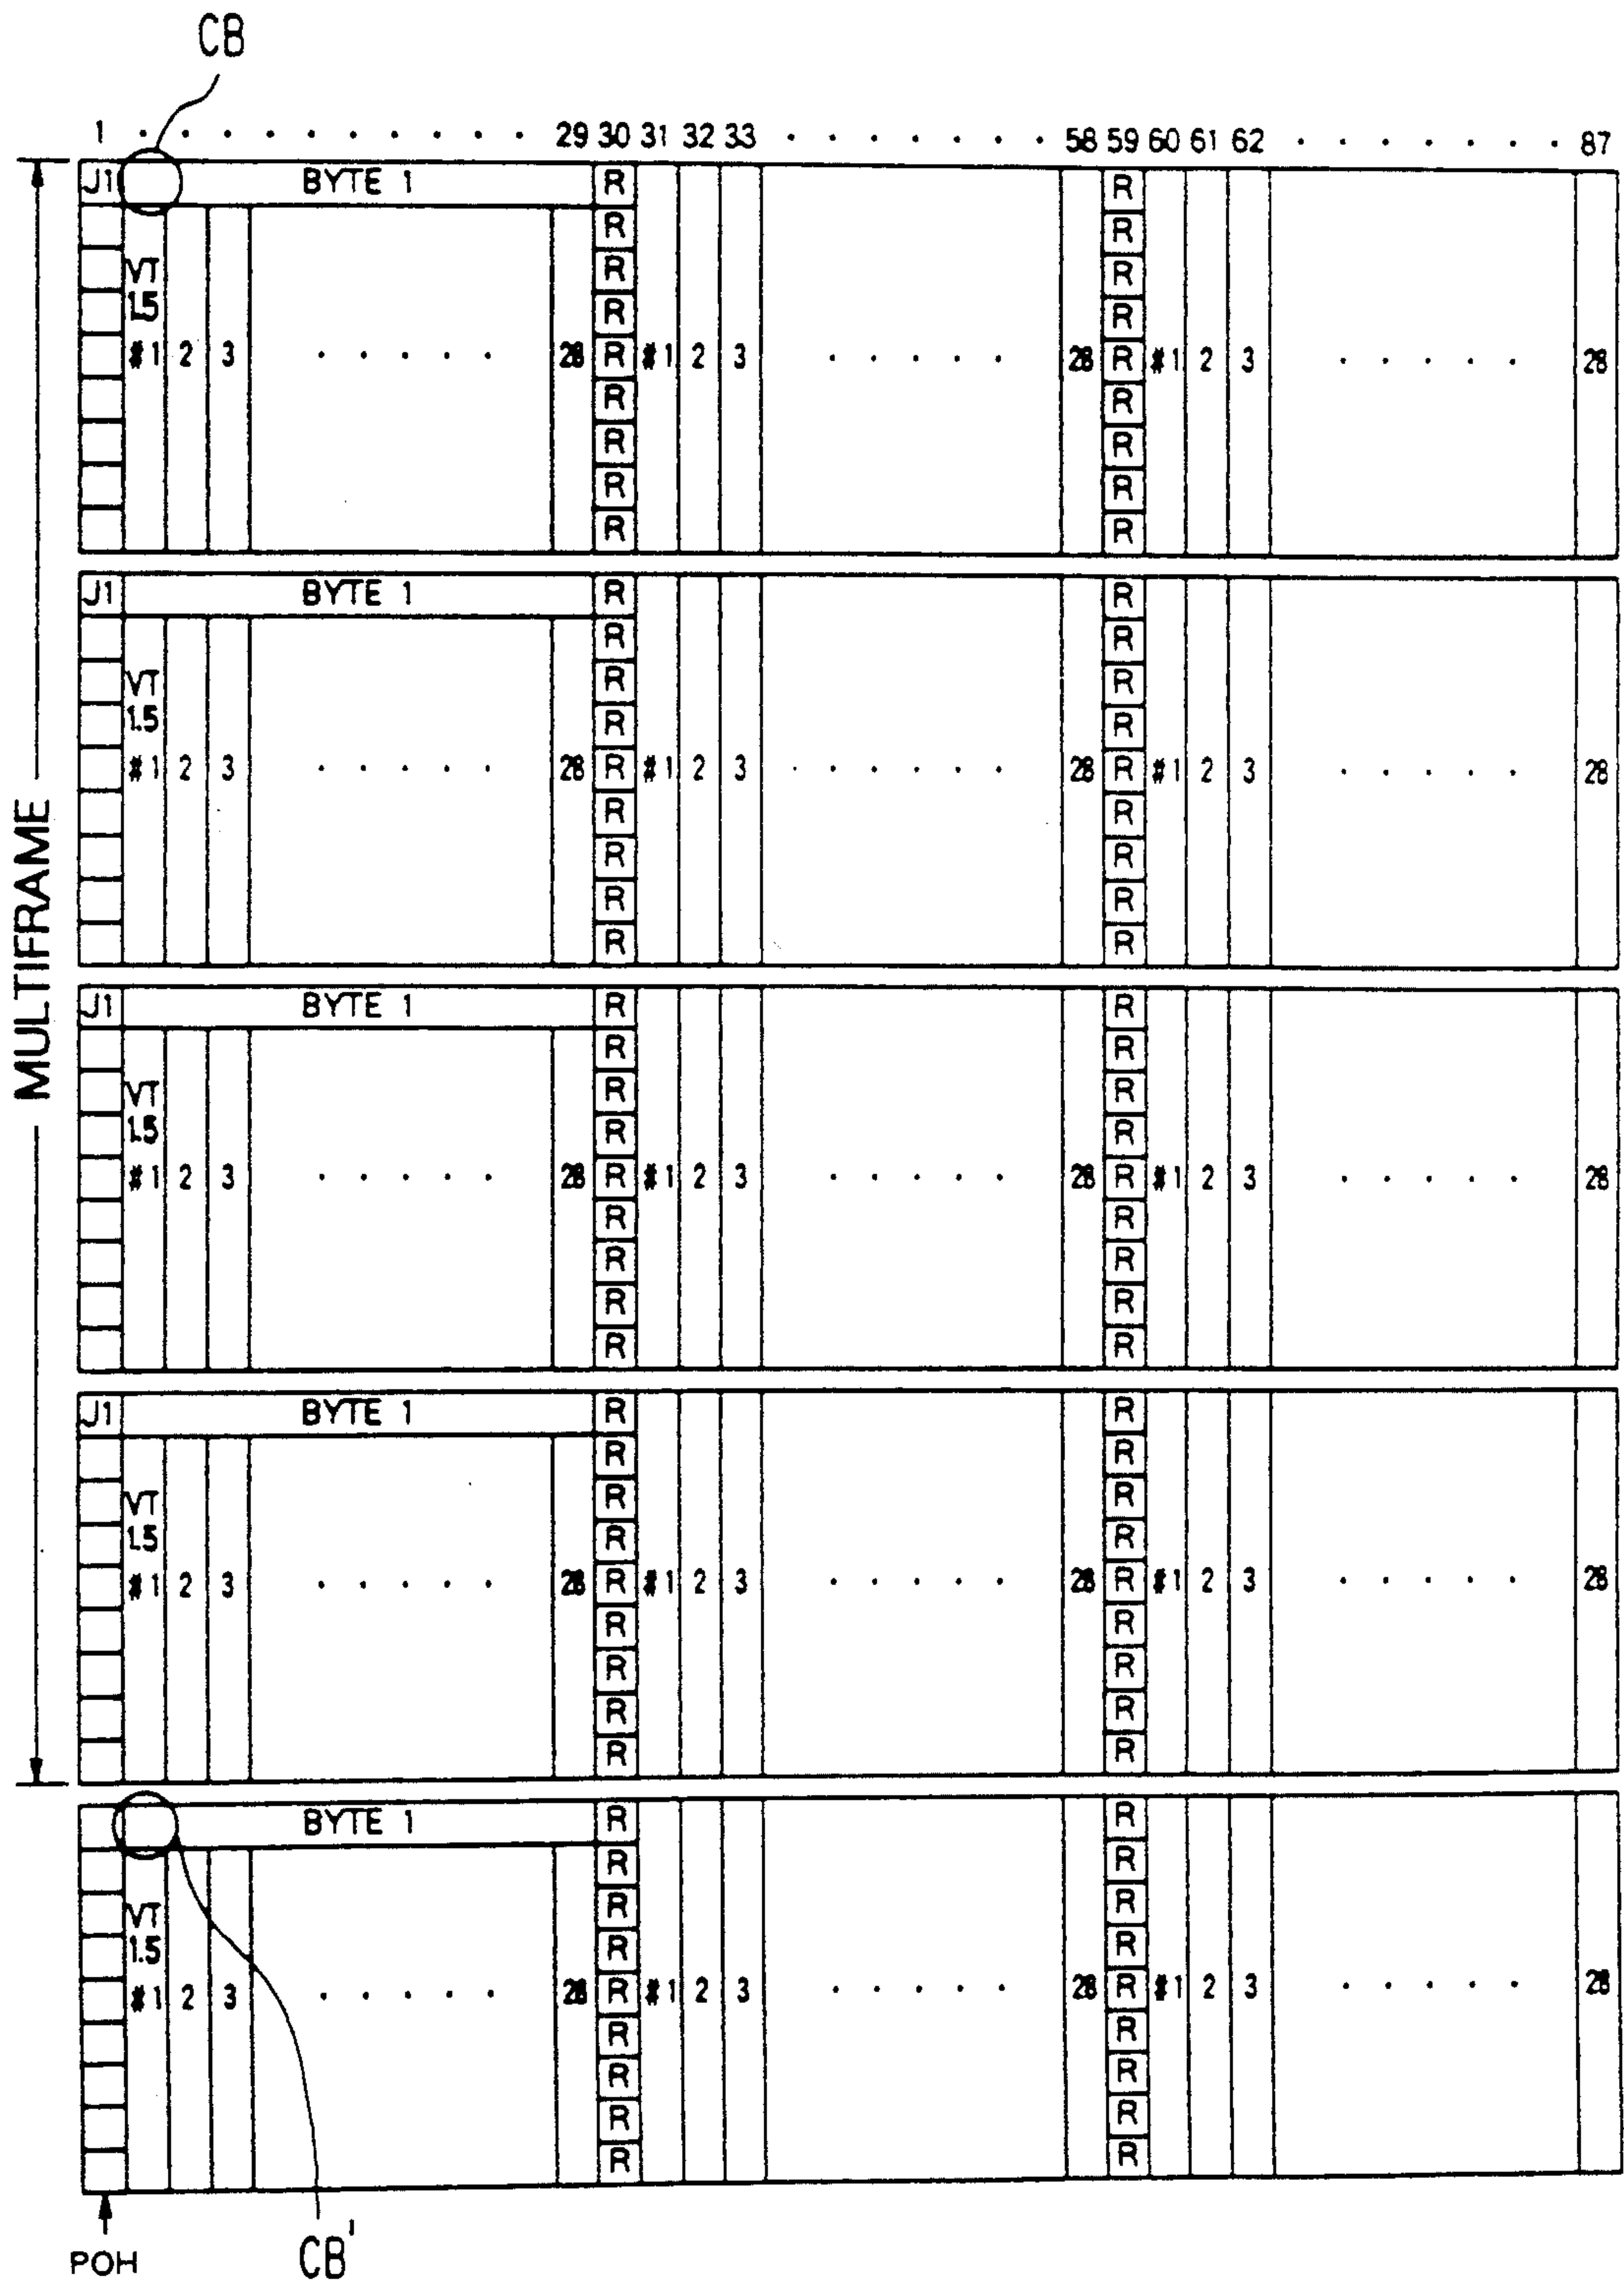 CB
1 . . . . . . . . . . 29 30 31 32 33 . . . . . . . 58 59 60 61 62 . . . . . . . 87
MULTIFRAME
J1 BYTE 1 R R
R R
VT R R
1.5 R R
#1 2 3 . . . . . 28 R #1 2 3 . . . . . 28 R #1 2 3 . . . . . 28
R R
R R
R R
R R
J1 BYTE 1 R R
R R
VT R R
1.5 R R
#1 2 3 . . . . . 28 R #1 2 3 . . . . . . 28 R #1 2 3 . . . . . 28
R R
R R
R R
R R
J1 BYTE 1 R R
R R
VT R R
1.5 R R
#1 2 3 . . . . . 28 R #1 2 3 . . . . . 28 R #1 2 3 . . . . . 28
R R
R R
R R
R R
J1 BYTE 1 R R
R R
VT R R
1.5 R R
#1 2 3 . . . . . 28 R #1 2 3 . . . . . 28 R #1 2 3 . . . . . 28
R R
R R
R R
R R
BYTE 1 R R
R R
VT R R
1.5 R R
#1 2 3 . . . . . 28 R #1 2 3 . . . . . 28 R #1 2 3 . . . . . 28
R R
R R
R R
R R
POH CB'